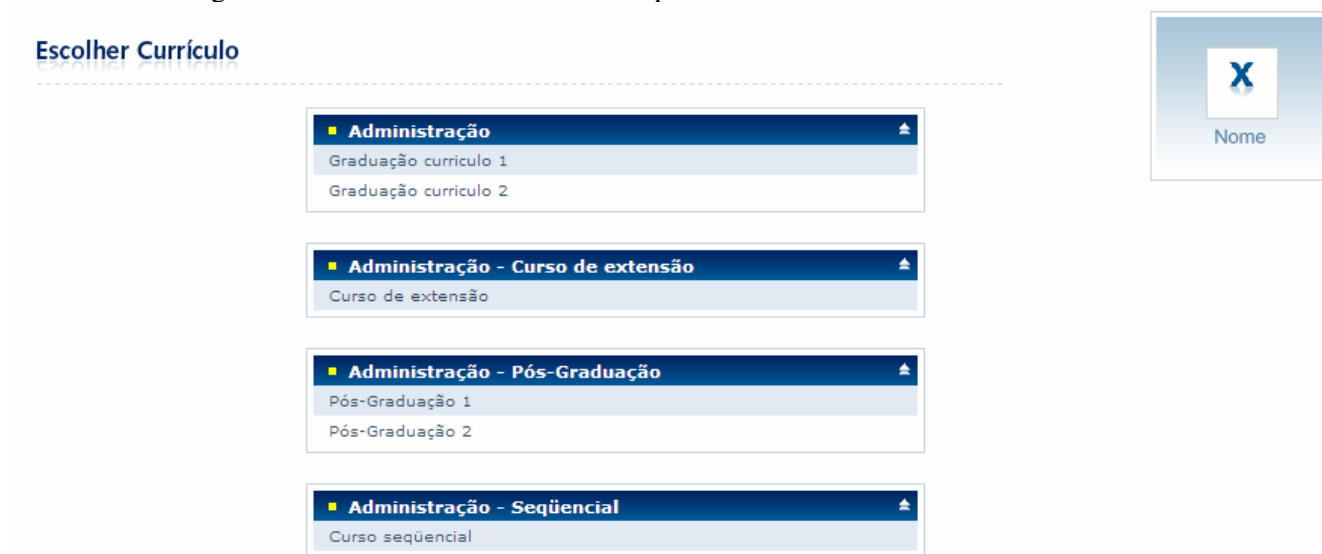 Escolher Currículo
X
Nome
Administração
Graduação curriculo 1
Graduação curriculo 2
Administração - Curso de extensão
Curso de extensão
Administração - Pós-Graduação
Pós-Graduação 1
Pós-Graduação 2
Administração - Seqüencial
Curso seqüencial